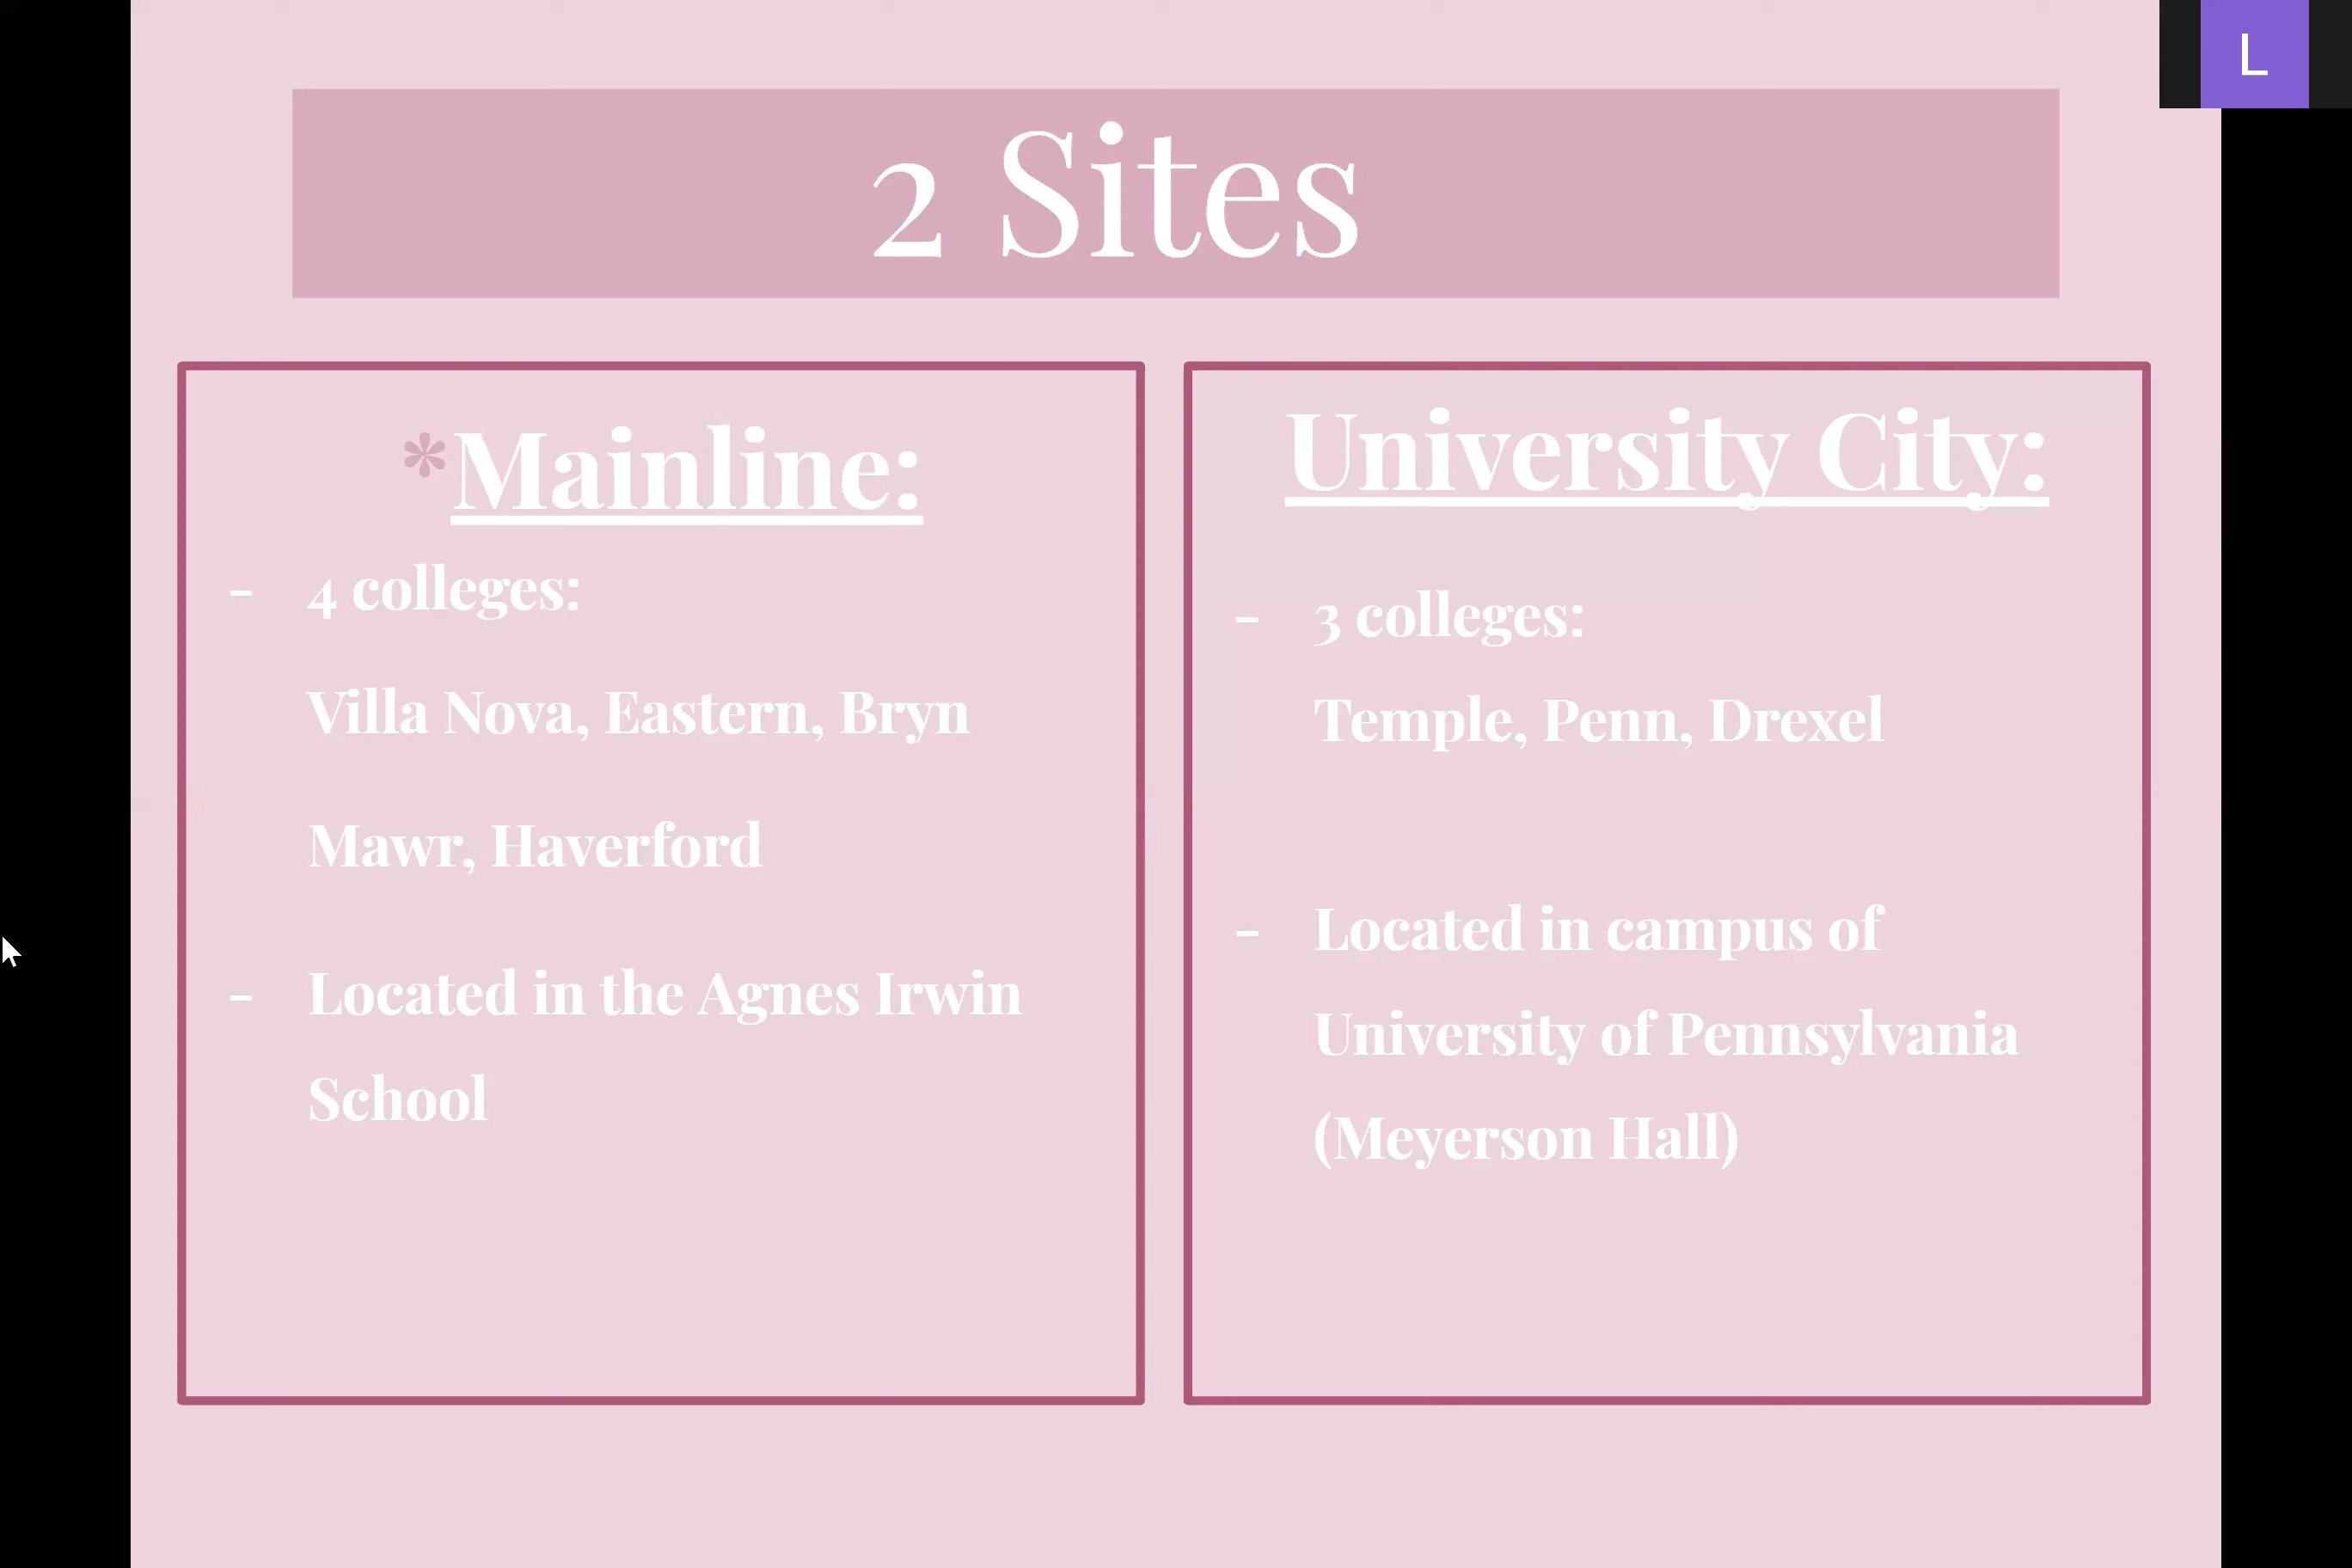 L
2 Sites
*Mainline:
- 4 colleges:
Villa Nova, Eastern, Bryn
Mawr, Haverford
- Located in the Agnes Irwin
School
University City:
- 3 colleges:
Temple, Penn, Drexel
- Located in campus of
University of Pennsylvania
(Meyerson Hall)